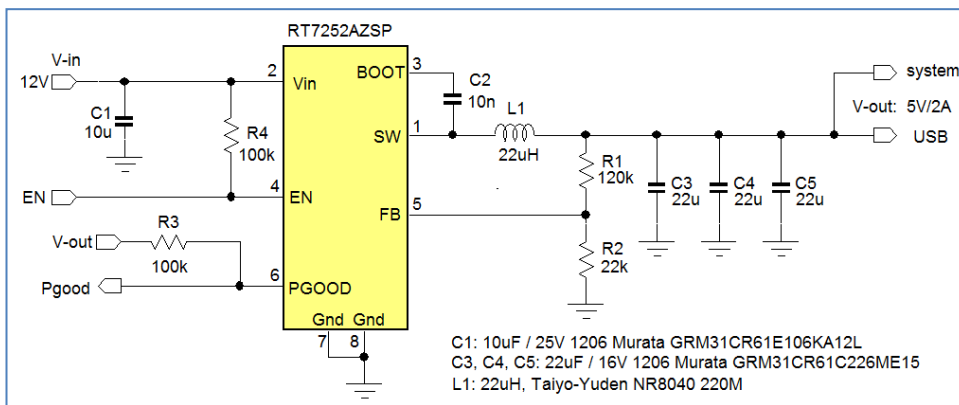 RT7252AZSP
V-in
12V
2
Vin
BOOT
3
C2
10n
system
C1
10u
R4
100k
SW
1
L1
22uH
V-out: 5V/2A
USB
R1
120k
C3
22u
C4
22u
C5
22u
EN
4
EN
FB
5
R3
V-out
100k
R2
22k
Pgood
6
PGOOD
Gnd Gnd
7 8
C1: 10uF / 25V 1206 Murata GRM31CR61E106KA12L
C3, C4, C5: 22uF / 16V 1206 Murata GRM31CR61C226ME15
L1: 22uH, Taiyo-Yuden NR8040 220M